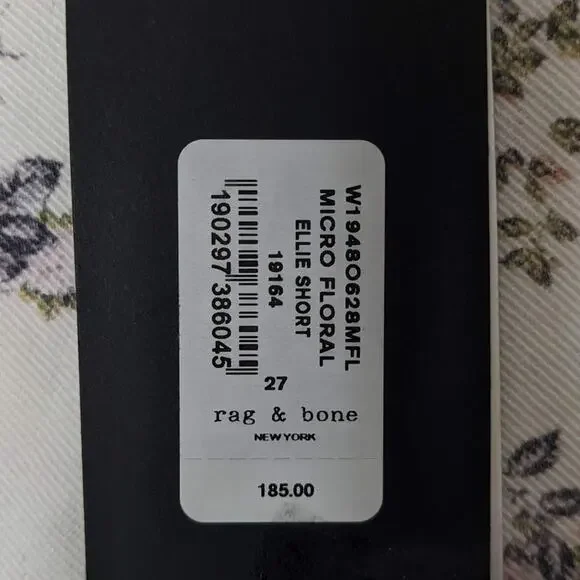 W1948O628MFL
MICRO FLORAL
ELLIE SHORT
19164
190297 386045
27
rag & bone
NEW YORK
185.00